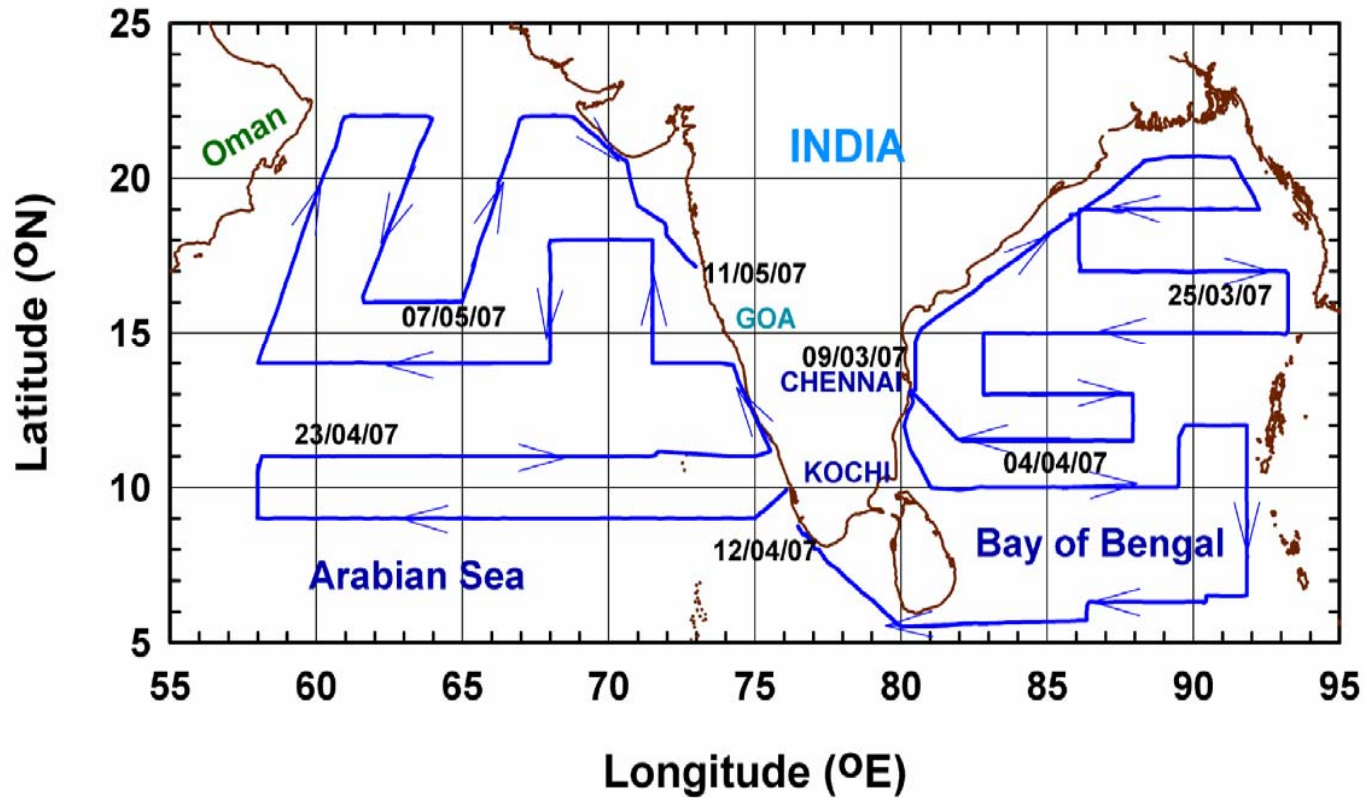 25
20
15
10
5
Latitude (ON)
Oman
INDIA
11/05/07
GOA
07/05/07
25/03/07
09/03/07
CHENNAI
23/04/07
04/04/07
KOCHI
12/04/07
Bay of Bengal
Arabian Sea
55 60 65 70 75 80 85 90 95
Longitude (OE)